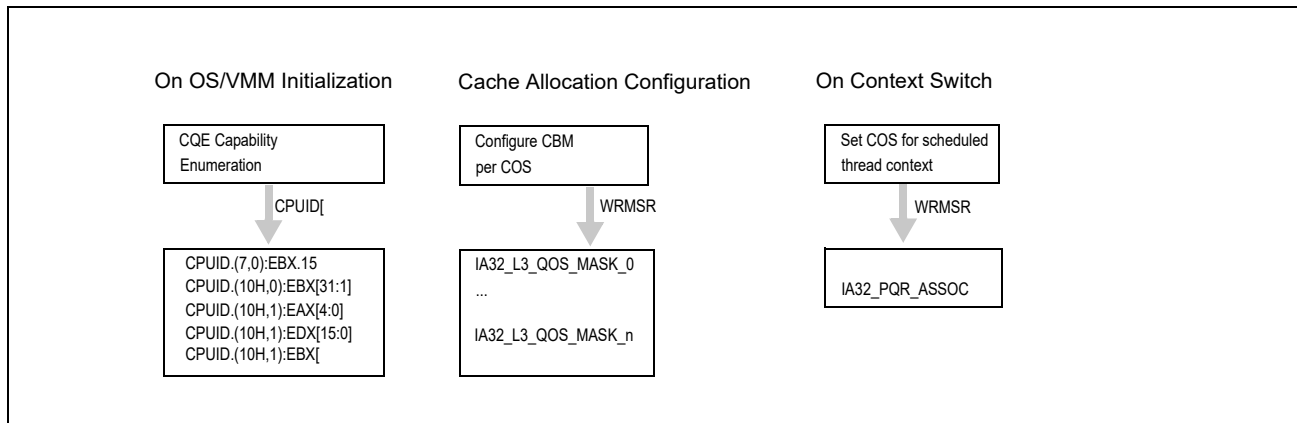 On OS/VMM Initialization
Cache Allocation Configuration
On Context Switch
CQE Capability
Enumeration
CPUID[
CPUID.(7,0):EBX.15
CPUID.(10H,0):EBX[31:1]
CPUID.(10H,1):EAX[4:0]
CPUID.(10H,1):EDX[15:0]
CPUID.(10H,1):EBX[
Configure CBM
per COS
WRMSR
IA32_L3_QOS_MASK_0
...
IA32_L3_QOS_MASK_n
Set COS for scheduled
thread context
WRMSR
IA32_PQR_ASSOC